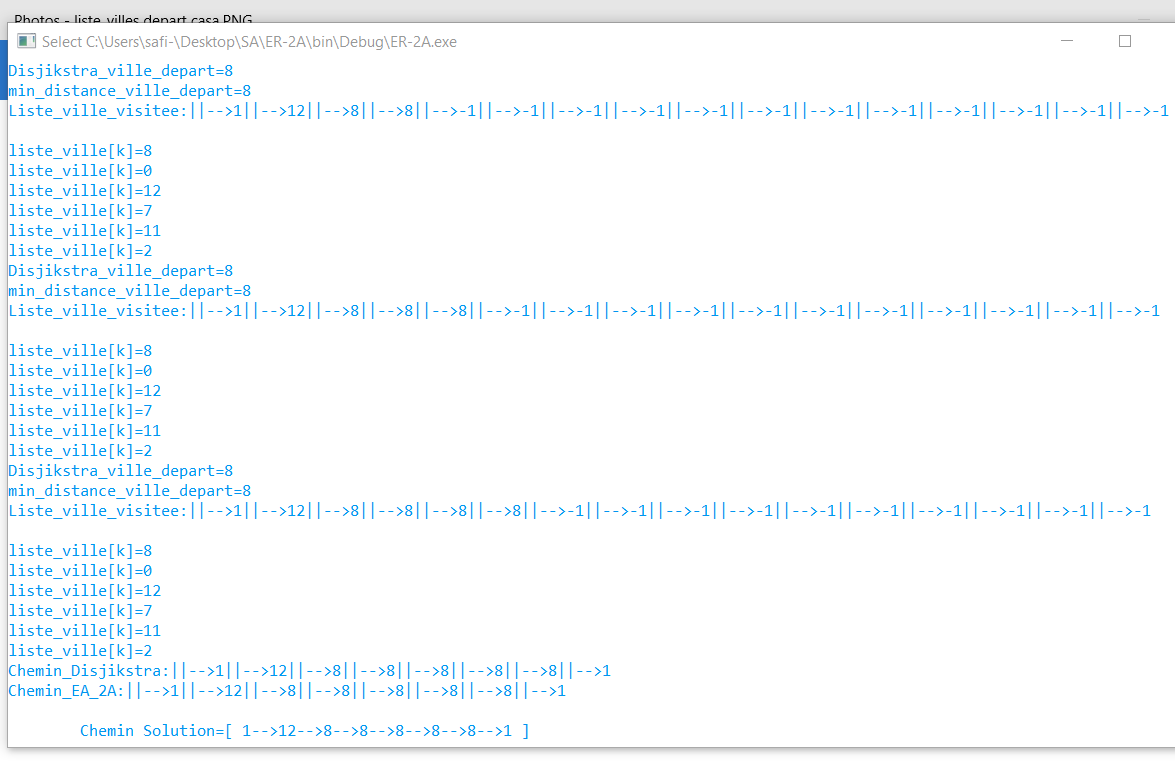 Photos - liste_villes depart casa.PNG
Select C:\Users\safi-\Desktop\SA\ER-2A\bin\Debug\ER-2A.exe
Disjikstra_ville_depart=8
min_distance_ville_depart=8
Liste_ville_visitee:||-->1||-->12||-->8||-->8||-->-1||-->-1||-->-1||-->-1||-->-1||-->-1||-->-1||-->-1||-->-1||-->-1||-->-1||-->-1
liste_ville[k]=8
liste_ville[k]=0
liste_ville[k]=12
liste_ville[k]=7
liste_ville[k]=11
liste_ville[k]=2
Disjikstra_ville_depart=8
min_distance_ville_depart=8
Liste_ville_visitee:||-->1||-->12||-->8||-->8||-->8||-->-1||-->-1||-->-1||-->-1||-->-1||-->-1||-->-1||-->-1||-->-1||-->-1||-->-1
liste_ville[k]=8
liste_ville[k]=0
liste_ville[k]=12
liste_ville[k]=7
liste_ville[k]=11
liste_ville[k]=2
Disjikstra_ville_depart=8
min_distance_ville_depart=8
Liste_ville_visitee:||-->1||-->12||-->8||-->8||-->8||-->8||-->-1||-->-1||-->-1||-->-1||-->-1||-->-1||-->-1||-->-1||-->-1||-->-1
liste_ville[k]=8
liste_ville[k]=0
liste_ville[k]=12
liste_ville[k]=7
liste_ville[k]=11
liste_ville[k]=2
Chemin_Disjikstra:||-->1||-->12||-->8||-->8||-->8||-->8||-->8||-->1
Chemin_EA_2A:||-->1||-->12||-->8||-->8||-->8||-->8||-->8||-->1
Chemin Solution=[ 1-->12-->8-->8-->8-->8-->8-->1 ]